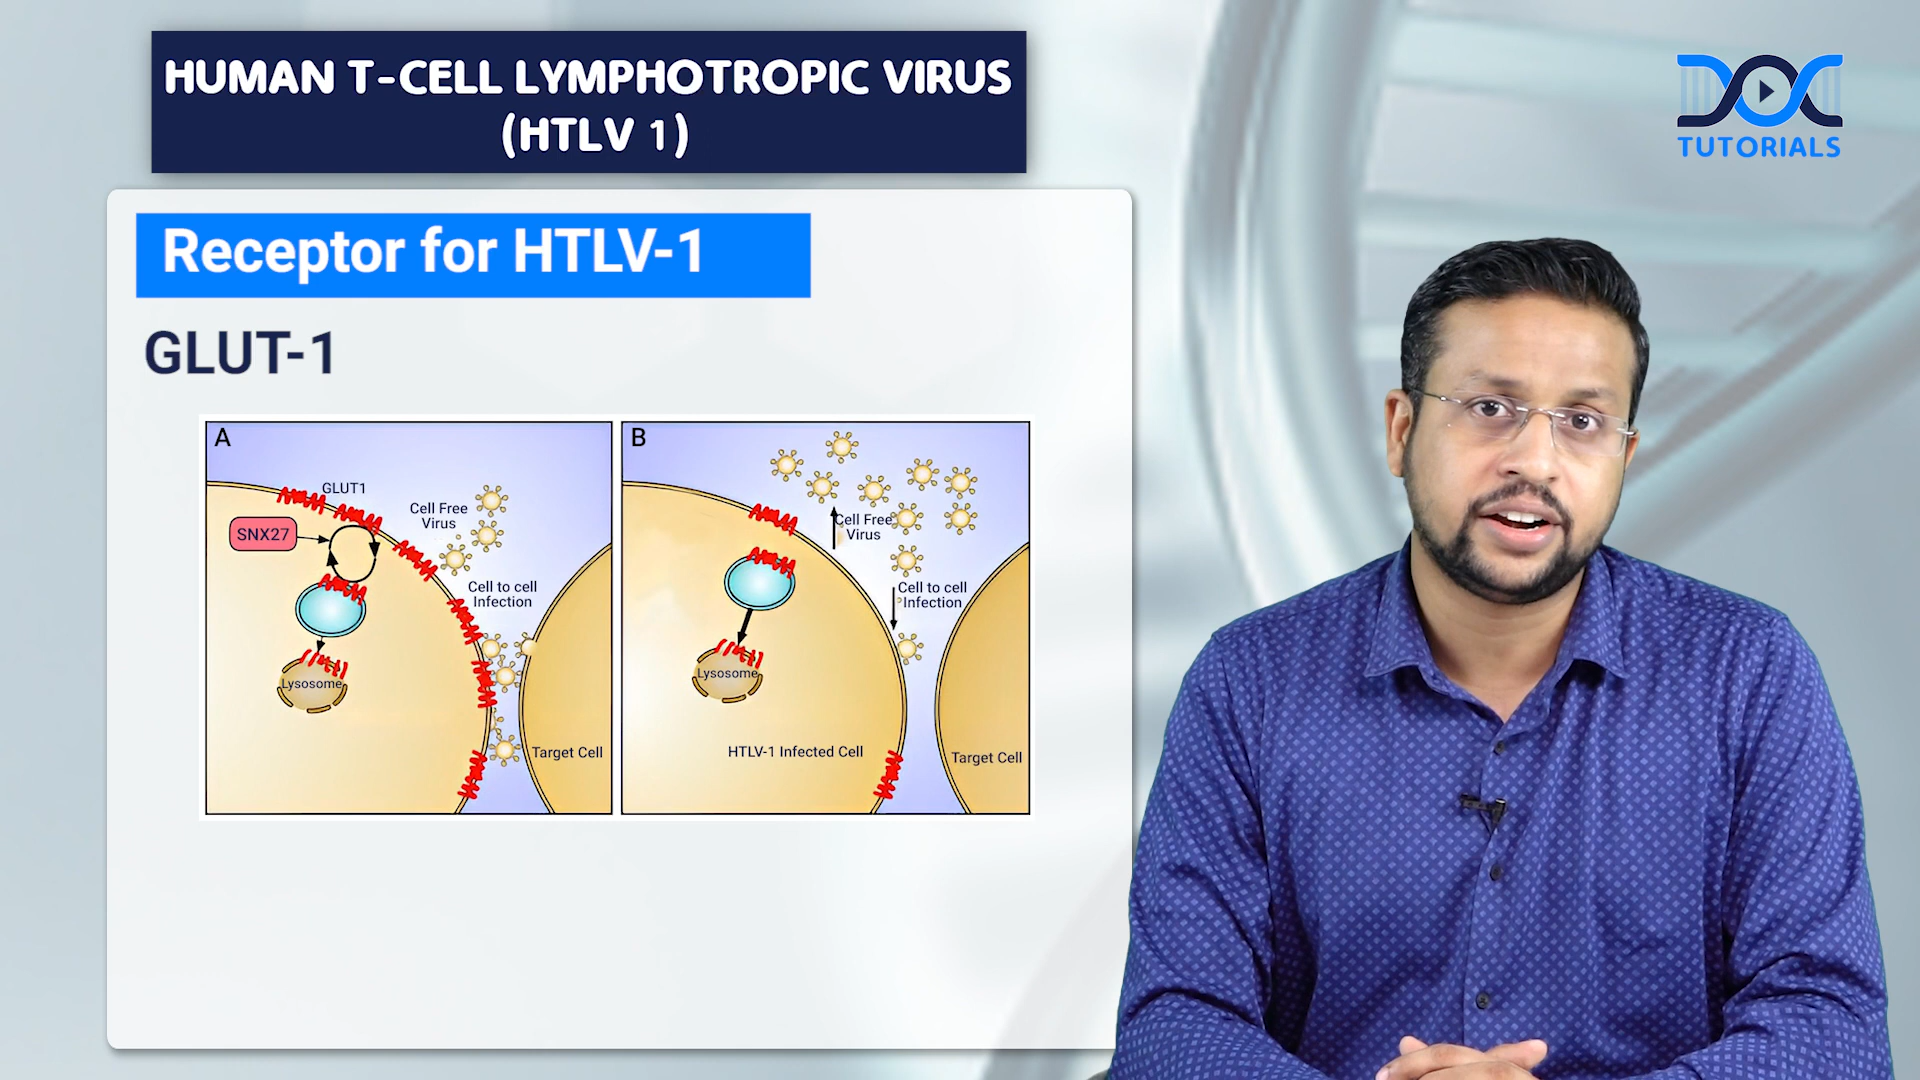 HUMAN T-CELL LYMPHOTROPIC VIRUS
(HTLV 1)
TUTORIALS
Receptor for HTLV-1
GLUT-1
A
GLUT1
SNX27
Cell Free
Virus
Cell to cell
Infection
Lysosome
Target Cell
B
Cell Free
Virus
Cell to cell
Infection
Lysosome
HTLV-1 Infected Cell
Target Cell